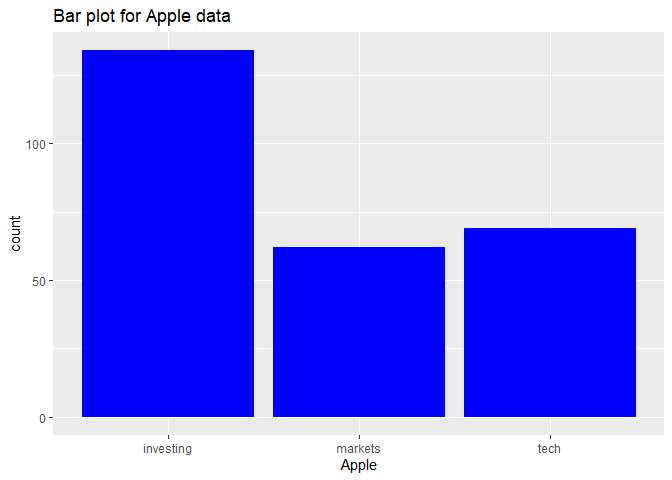 Bar plot for Apple data
count
100
50
0
investing markets tech
Apple